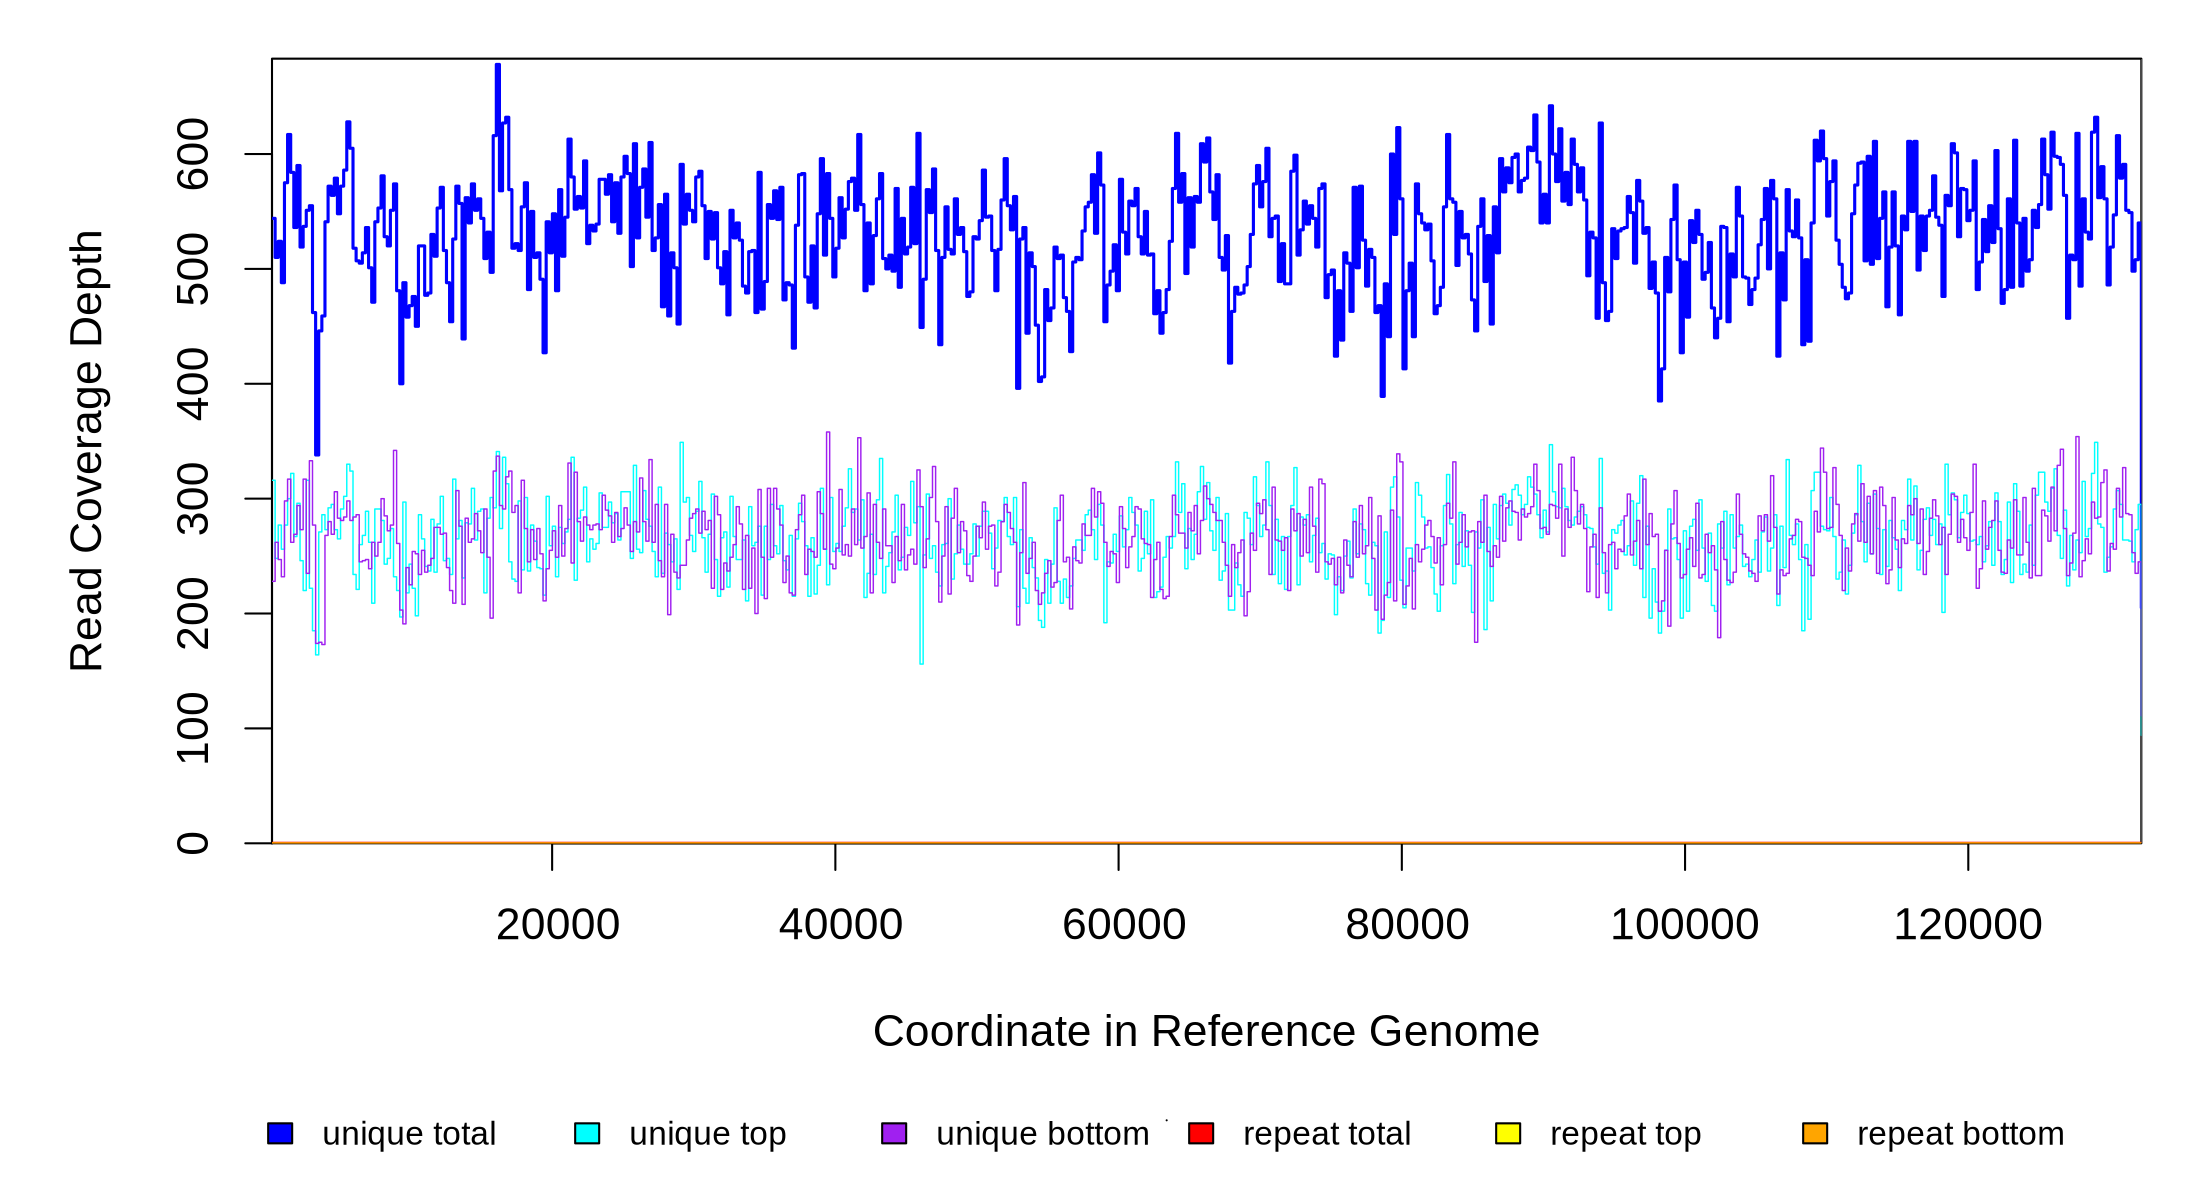 Read Coverage Depth
600
500
400
300
200
100
0
20000 40000 60000 80000 100000 120000
Coordinate in Reference Genome
unique total unique top unique bottom repeat total repeat top repeat bottom